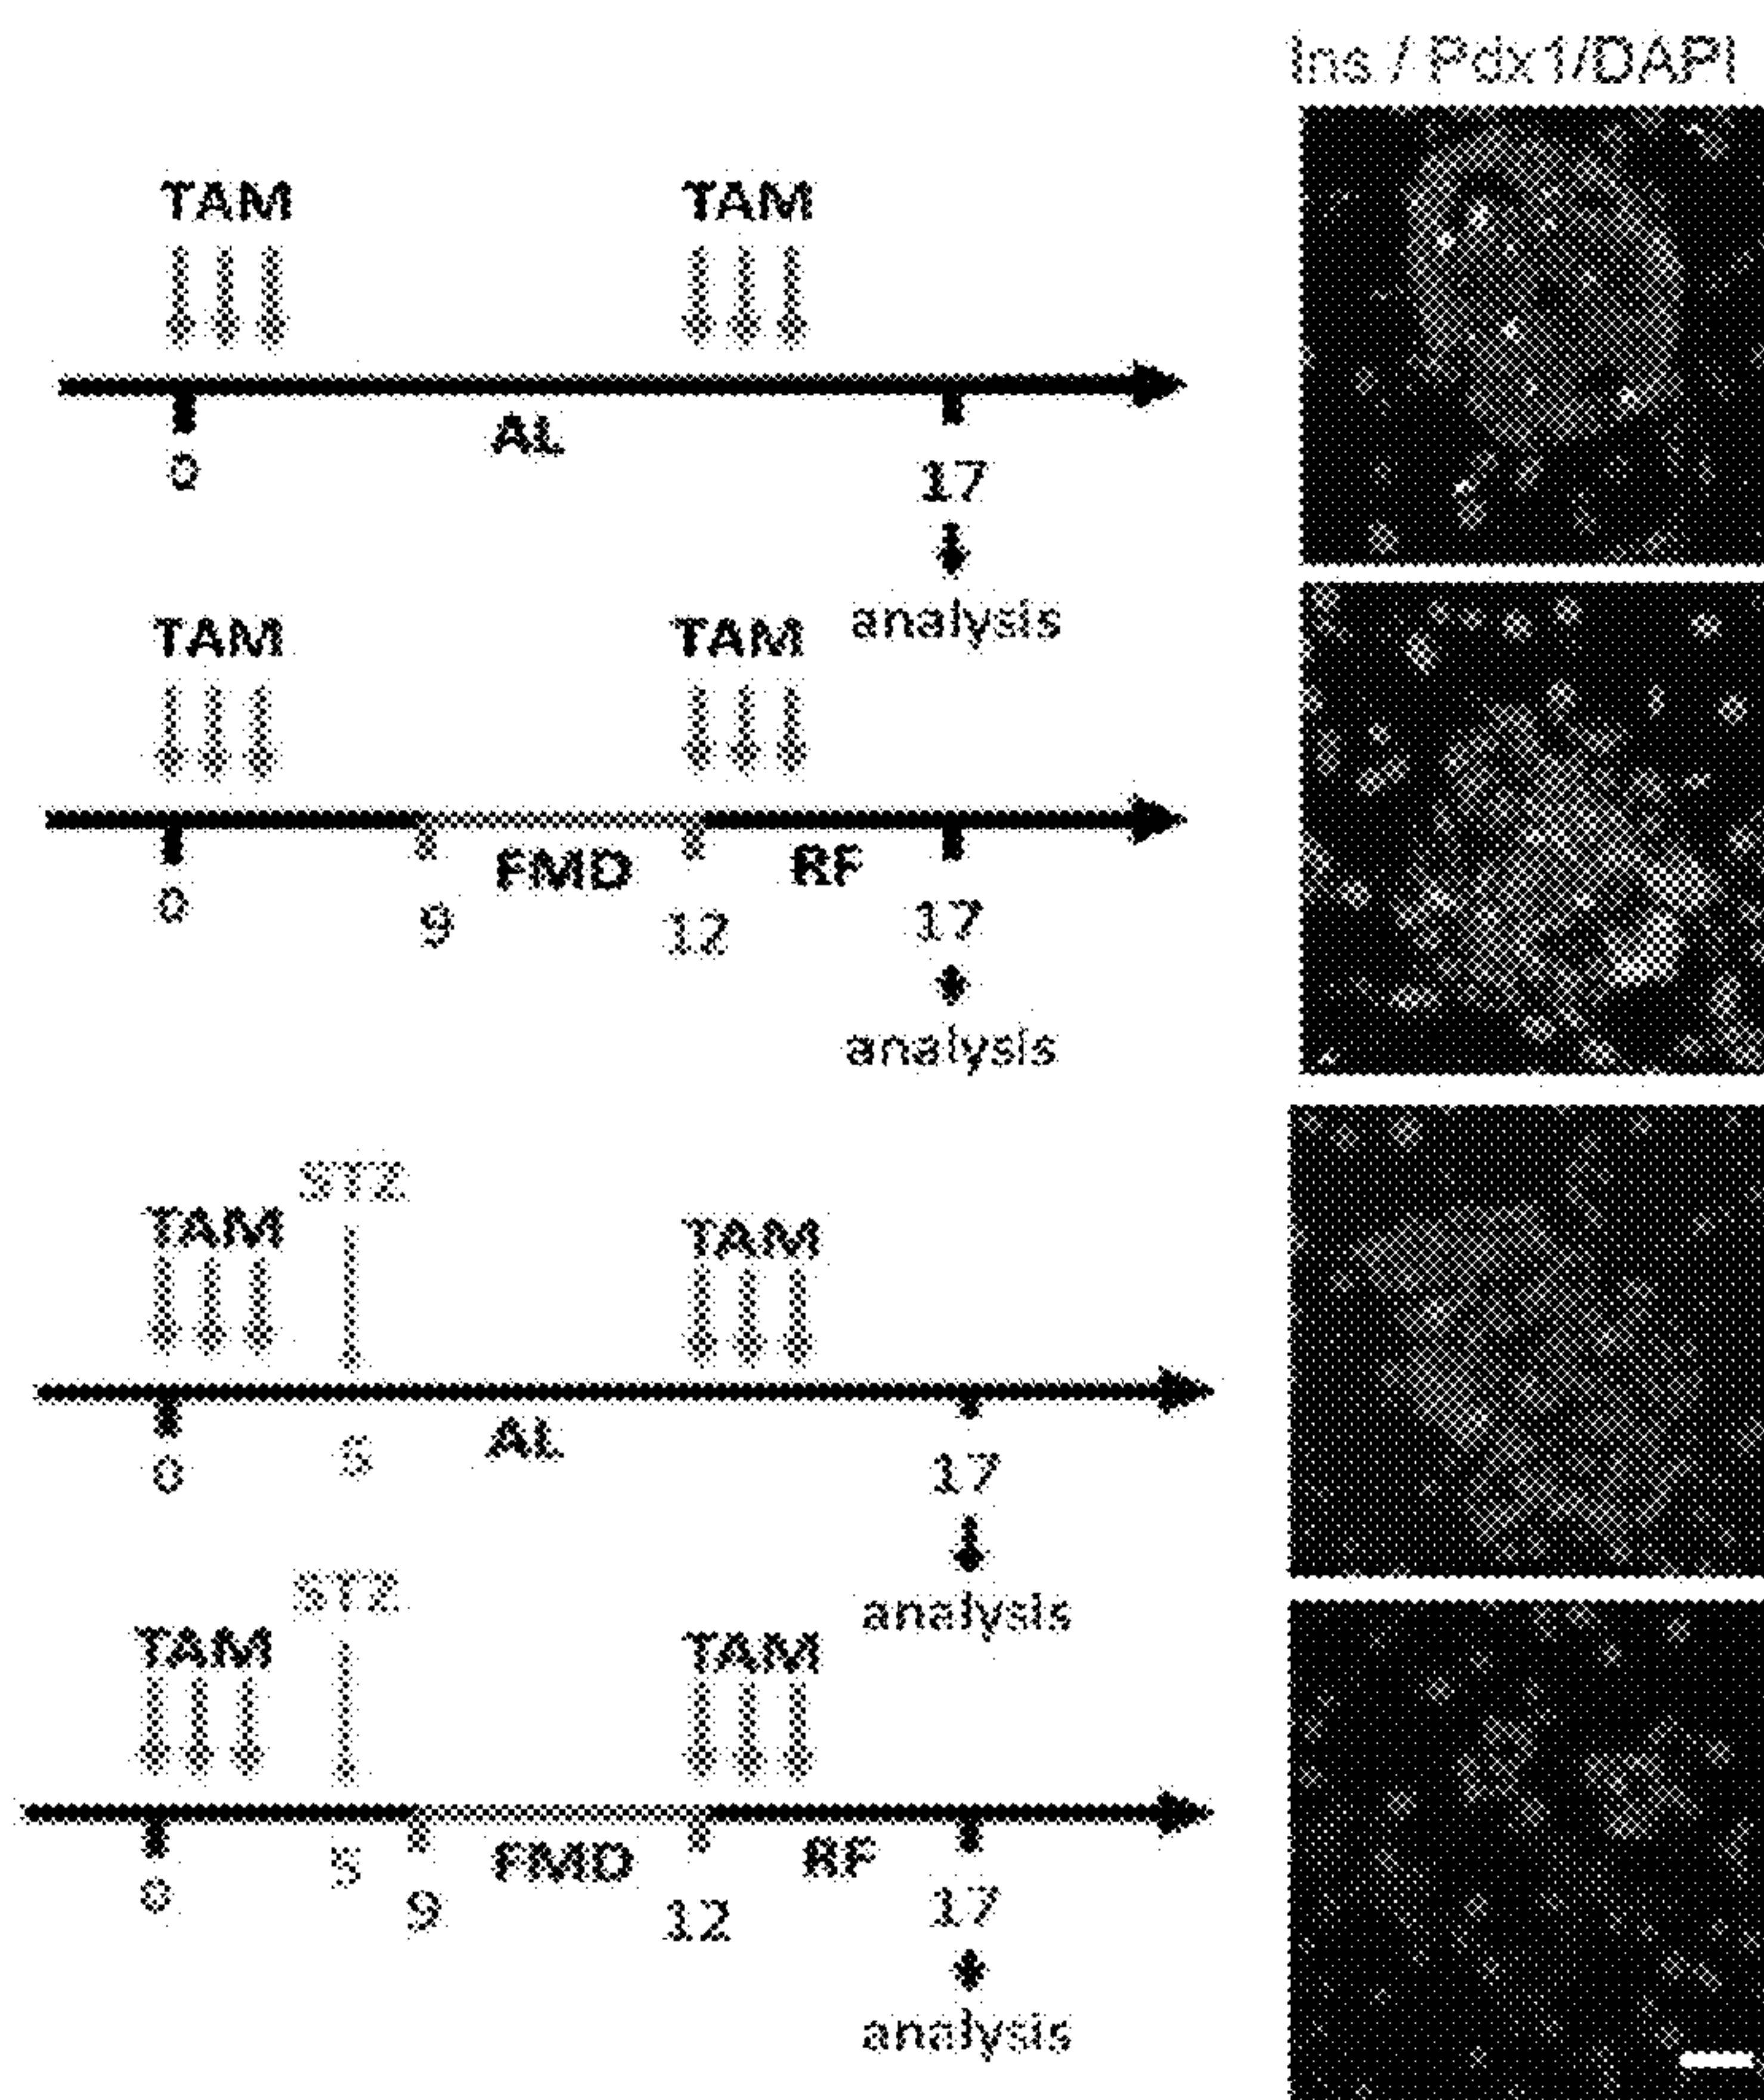 Ins / Pdx1/DAPI
TAM TAM
AL
0 17
analysis
TAM TAM
FMD RF
0 9 12 17
analysis
STZ
TAM TAM
AL
0 5 17
analysis
STZ
TAM TAM
FMD RF
0 5 9 12 17
analysis